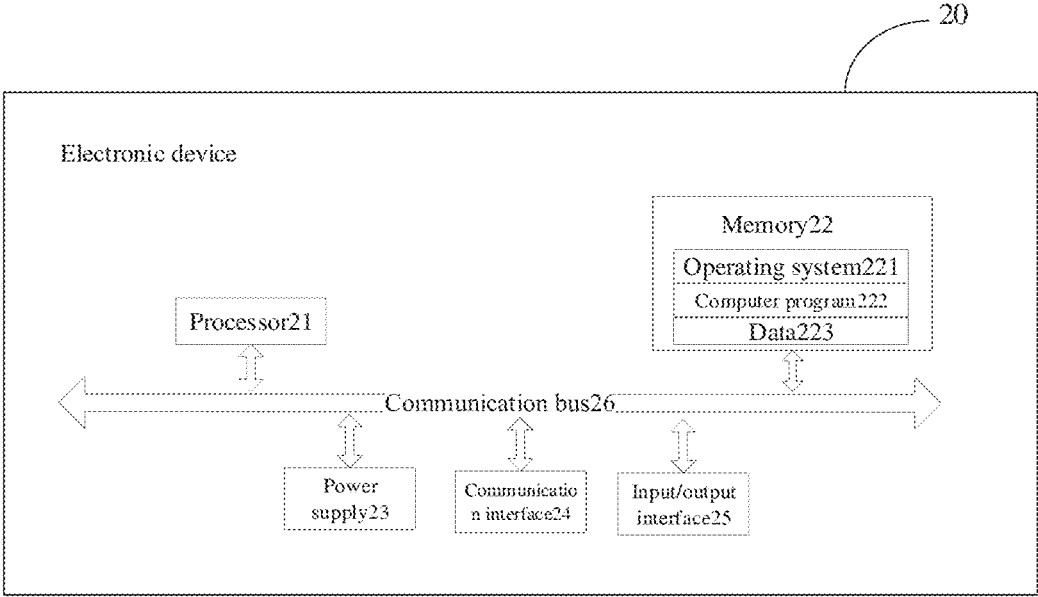 20
Electronic device
Memory22
Operating system221
Computer program222
Data223
Processor21
Communication bus26
Power
supply23
Communicatio
n interface24
Input/output
interface25